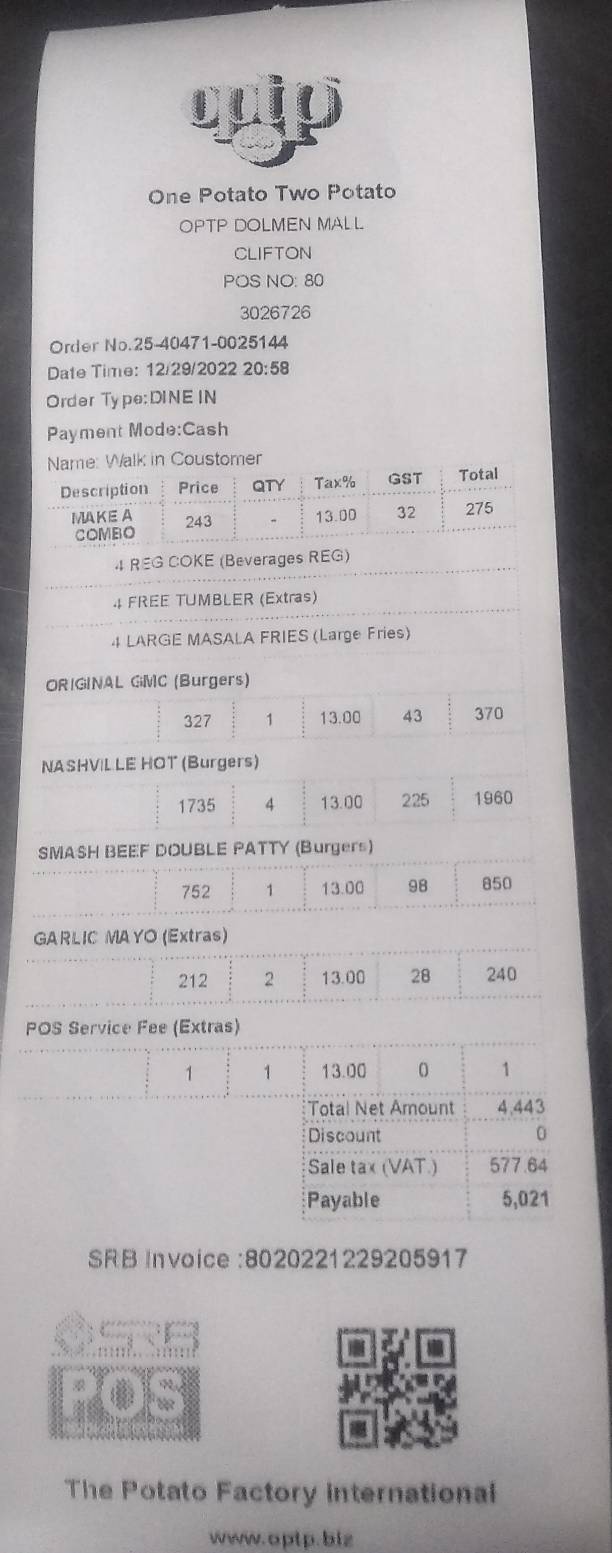 optp
One Potato Two Potato
OPTP DOLMEN MALL
CLIFTON
POS NO: 80
3026726
Order No.25-40471-0025144
Date Time: 12/29/2022 20:58
Order Type:DINE IN
Payment Mode:Cash
Name: Walk in Coustomer
Description Price QTY Tax% GST Total
MAKE A COMBO 243 - 13.00 32 275
4 REG COKE (Beverages REG)
4 FREE TUMBLER (Extras)
4 LARGE MASALA FRIES (Large Fries)
ORIGINAL GMC (Burgers)
327 1 13.00 43 370
NASHVILLE HOT (Burgers)
1735 4 13.00 225 1960
SMASH BEEF DOUBLE PATTY (Burgers)
752 1 13.00 98 850
GARLIC MAYO (Extras)
212 2 13.00 28 240
POS Service Fee (Extras)
1 1 13.00 0 1
Total Net Amount 4,443
Discount 0
Sale tax (VAT.) 577.64
Payable 5,021
SRB Invoice :8020221229205917
SRB
POS
The Potato Factory International
www.optp.biz